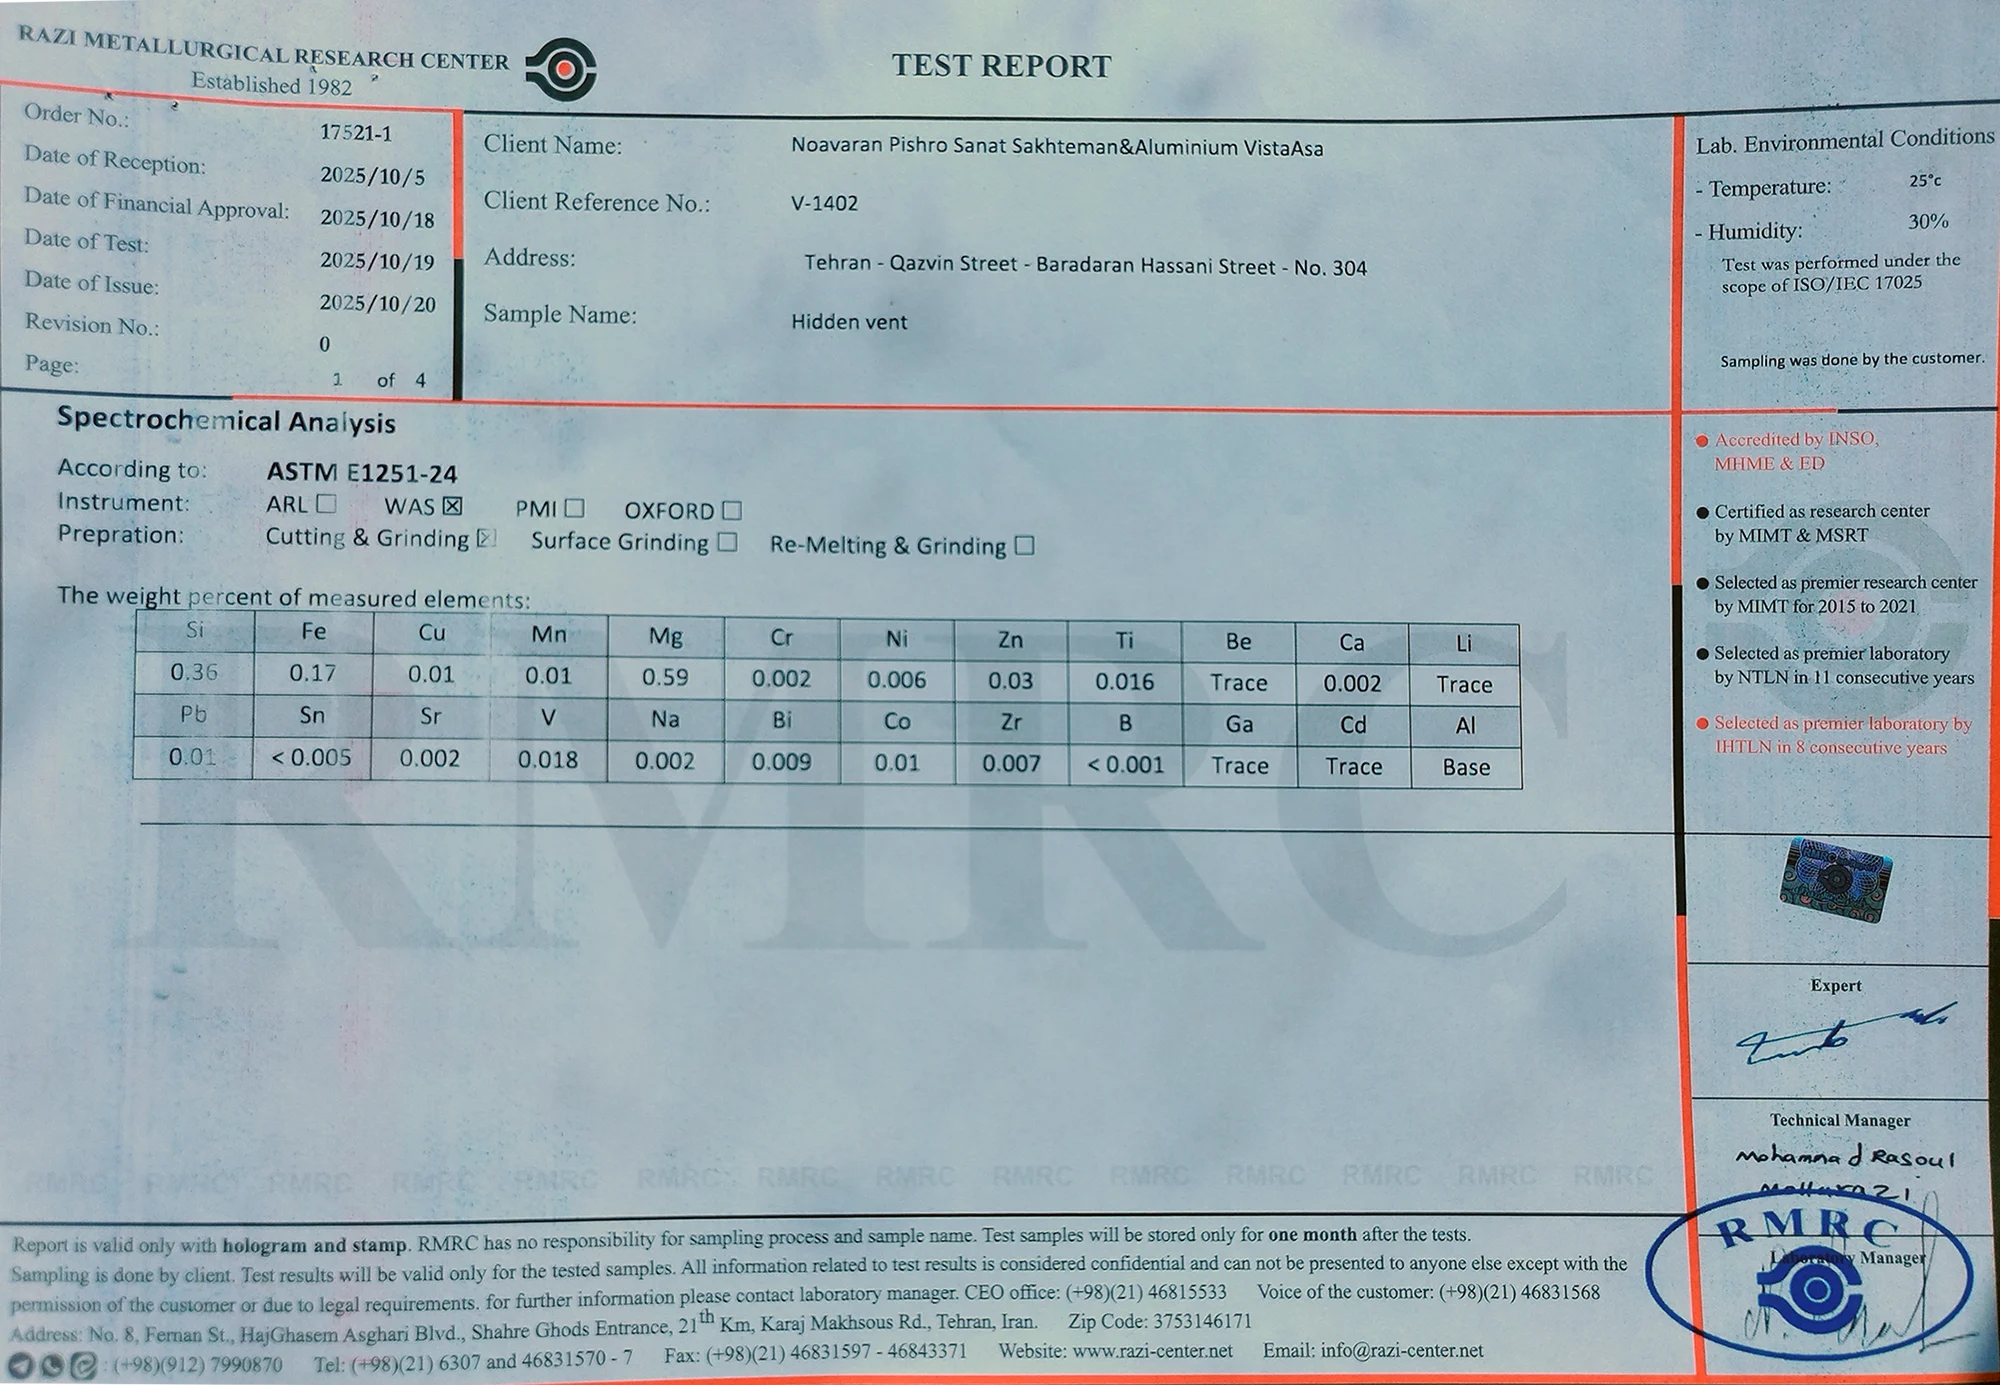 RAZI METALLURGICAL RESEARCH CENTER
Established 1982
TEST REPORT
Order No.: 17521-1
Date of Reception: 2025/10/5
Date of Financial Approval: 2025/10/18
Date of Test: 2025/10/19
Date of Issue: 2025/10/20
Revision No.: 0
Page: 1 of 4
Client Name: Noavaran Pishro Sanat Sakhteman&Aluminium VistaAsa
Client Reference No.: V-1402
Address: Tehran - Qazvin Street - Baradaran Hassani Street - No. 304
Sample Name: Hidden vent
Lab. Environmental Conditions
- Temperature: 25°c
- Humidity: 30%
Test was performed under the
scope of ISO/IEC 17025
Sampling was done by the customer.
Spectrochemical Analysis
According to: ASTM E1251-24
Instrument: ARL ☐ WAS ☒ PMI ☐ OXFORD ☐
Prepration: Cutting & Grinding ☒ Surface Grinding ☐ Re-Melting & Grinding ☐
The weight percent of measured elements:
Si Fe Cu Mn Mg Cr Ni Zn Ti Be Ca Li
0.36 0.17 0.01 0.01 0.59 0.002 0.006 0.03 0.016 Trace 0.002 Trace
Pb Sn Sr V Na Bi Co Zr B Ga Cd Al
0.01 < 0.005 0.002 0.018 0.002 0.009 0.01 0.007 < 0.001 Trace Trace Base
● Accredited by INSO,
MHME & ED
● Certified as research center
by MIMT & MSRT
● Selected as premier research center
by MIMT for 2015 to 2021
● Selected as premier laboratory
by NTLN in 11 consecutive years
● Selected as premier laboratory by
IHTLN in 8 consecutive years
RMRC
Expert
Technical Manager
Mohammad Rasoul
Mollarazi
RMRC
Laboratory Manager
RMRC RMRC RMRC RMRC RMRC RMRC RMRC RMRC RMRC RMRC RMRC RMRC RMRC RMRC
Report is valid only with hologram and stamp. RMRC has no responsibility for sampling process and sample name. Test samples will be stored only for one month after the tests.
Sampling is done by client. Test results will be valid only for the tested samples. All information related to test results is considered confidential and can not be presented to anyone else except with the
permission of the customer or due to legal requirements. for further information please contact laboratory manager. CEO office: (+98)(21) 46815533 Voice of the customer: (+98)(21) 46831568
Address: No. 8, Fernan St., HajGhasem Asghari Blvd., Shahre Ghods Entrance, 21th Km, Karaj Makhsous Rd., Tehran, Iran. Zip Code: 3753146171
: (+98)(912) 7990870 Tel: (+98)(21) 6307 and 46831570 - 7 Fax: (+98)(21) 46831597 - 46843371 Website: www.razi-center.net Email: info@razi-center.net